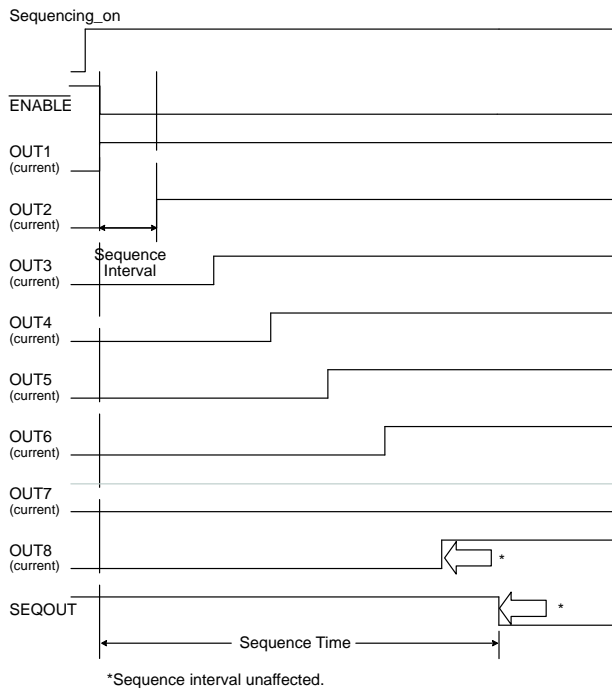 Sequencing_on
ENABLE
OUT1
(current)
OUT2
(current)
Sequence
Interval
OUT3
(current)
OUT4
(current)
OUT5
(current)
OUT6
(current)
OUT7
(current)
OUT8
(current)
*
SEQOUT
*
Sequence Time
*Sequence interval unaffected.